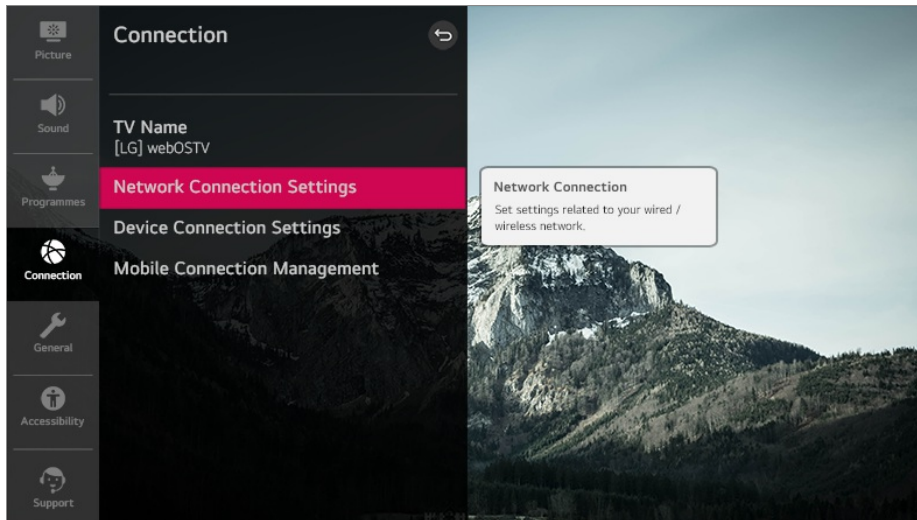 Picture
Sound
Programmes
Connection
General
Accessibility
Support
Connection
TV Name
[LG] webOSTV
Network Connection Settings
Device Connection Settings
Mobile Connection Management
Network Connection
Set settings related to your wired /
wireless network.